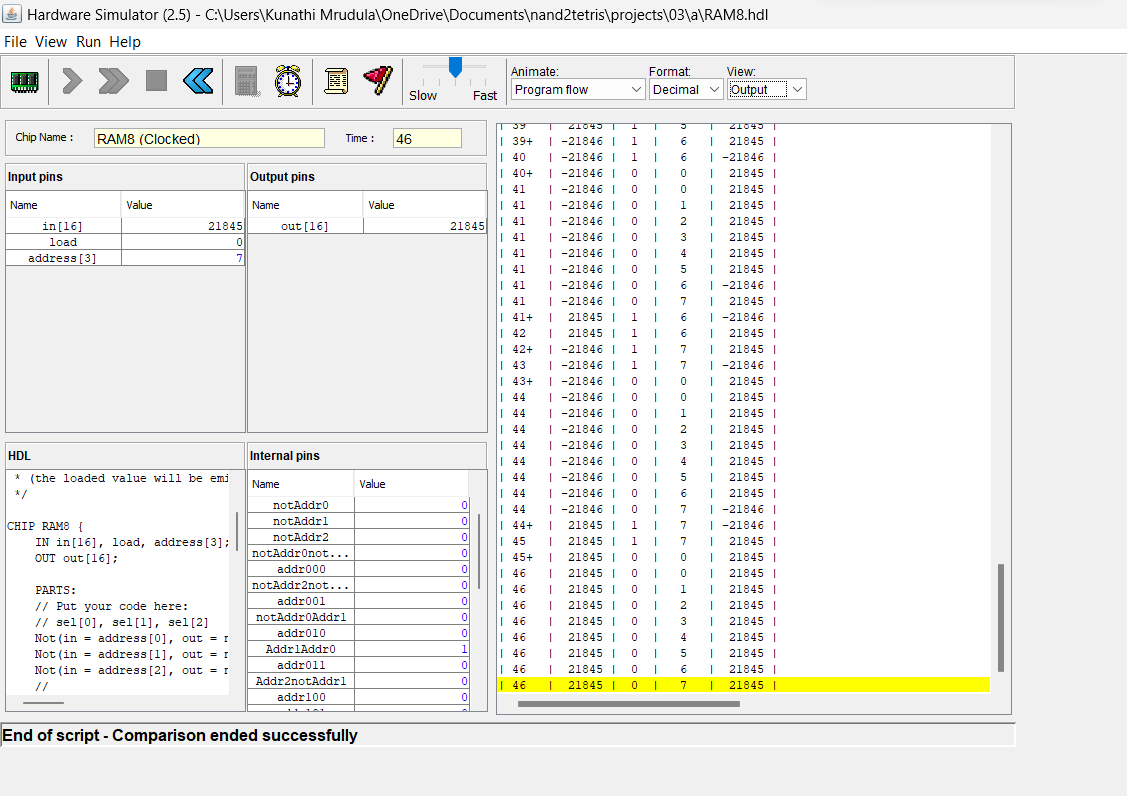 Hardware Simulator (2.5) - C:\Users\Kunathi Mrudula\OneDrive\Documents\nand2tetris\projects\03\a\RAM8.hdl
File View Run Help
Slow Fast
Animate: Format: View:
Program flow Decimal Output
Chip Name : RAM8 (Clocked) Time : 46
Input pins
Name Value
in[16] 21845
load 0
address[3] 7
Output pins
Name Value
out[16] 21845
HDL
* (the loaded value will be emi
*/
CHIP RAM8 {
IN in[16], load, address[3];
OUT out[16];
PARTS:
// Put your code here:
// sel[0], sel[1], sel[2]
Not(in = address[0], out = n
Not(in = address[1], out = n
Not(in = address[2], out = n
//
Internal pins
Name Value
notAddr0 0
notAddr1 0
notAddr2 0
notAddr0not... 0
addr000 0
notAddr2not... 0
addr001 0
notAddr0Addr1 0
addr010 0
Addr1Addr0 1
addr011 0
Addr2notAddr1 0
addr100 0
| 39 | 21845 | 1 | 5 | 21845 |
| 39+ | -21846 | 1 | 6 | 21845 |
| 40 | -21846 | 1 | 6 | -21846 |
| 40+ | -21846 | 0 | 0 | 21845 |
| 41 | -21846 | 0 | 0 | 21845 |
| 41 | -21846 | 0 | 1 | 21845 |
| 41 | -21846 | 0 | 2 | 21845 |
| 41 | -21846 | 0 | 3 | 21845 |
| 41 | -21846 | 0 | 4 | 21845 |
| 41 | -21846 | 0 | 5 | 21845 |
| 41 | -21846 | 0 | 6 | -21846 |
| 41 | -21846 | 0 | 7 | 21845 |
| 41+ | 21845 | 1 | 6 | -21846 |
| 42 | 21845 | 1 | 6 | 21845 |
| 42+ | -21846 | 1 | 7 | 21845 |
| 43 | -21846 | 1 | 7 | -21846 |
| 43+ | -21846 | 0 | 0 | 21845 |
| 44 | -21846 | 0 | 0 | 21845 |
| 44 | -21846 | 0 | 1 | 21845 |
| 44 | -21846 | 0 | 2 | 21845 |
| 44 | -21846 | 0 | 3 | 21845 |
| 44 | -21846 | 0 | 4 | 21845 |
| 44 | -21846 | 0 | 5 | 21845 |
| 44 | -21846 | 0 | 6 | 21845 |
| 44 | -21846 | 0 | 7 | -21846 |
| 44+ | 21845 | 1 | 7 | -21846 |
| 45 | 21845 | 1 | 7 | 21845 |
| 45+ | 21845 | 0 | 0 | 21845 |
| 46 | 21845 | 0 | 0 | 21845 |
| 46 | 21845 | 0 | 1 | 21845 |
| 46 | 21845 | 0 | 2 | 21845 |
| 46 | 21845 | 0 | 3 | 21845 |
| 46 | 21845 | 0 | 4 | 21845 |
| 46 | 21845 | 0 | 5 | 21845 |
| 46 | 21845 | 0 | 6 | 21845 |
| 46 | 21845 | 0 | 7 | 21845 |
End of script - Comparison ended successfully